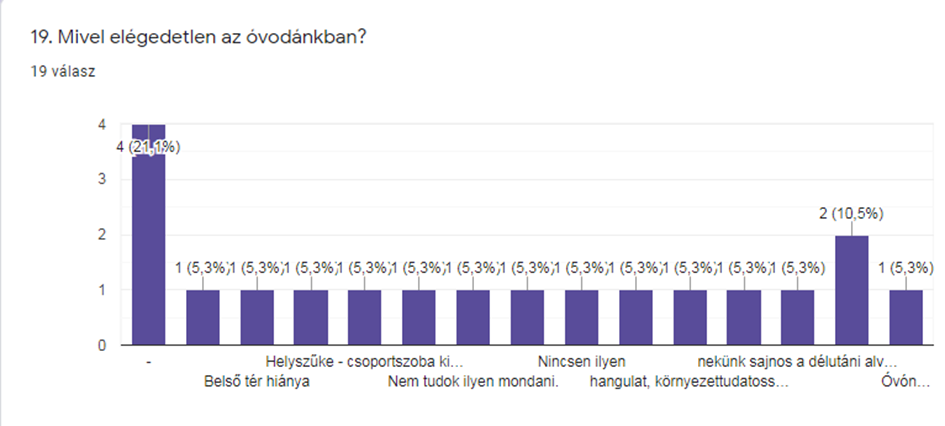 19. Mivel elégedetlen az óvodánkban?
19 válasz
4
4 (21,1%)
3
2 (10,5%)
2
1 (5,3%) 1 (5,3%) 1 (5,3%) 1 (5,3%) 1 (5,3%) 1 (5,3%) 1 (5,3%) 1 (5,3%) 1 (5,3%) 1 (5,3%) 1 (5,3%) 1 (5,3%) 1 (5,3%)
1
0
- Helyszűke - csoportszoba ki... Nincsen ilyen nekünk sajnos a délutáni alv...
Belső tér hiánya Nem tudok ilyen mondani. hangulat, környezettudatoss... Óvón...